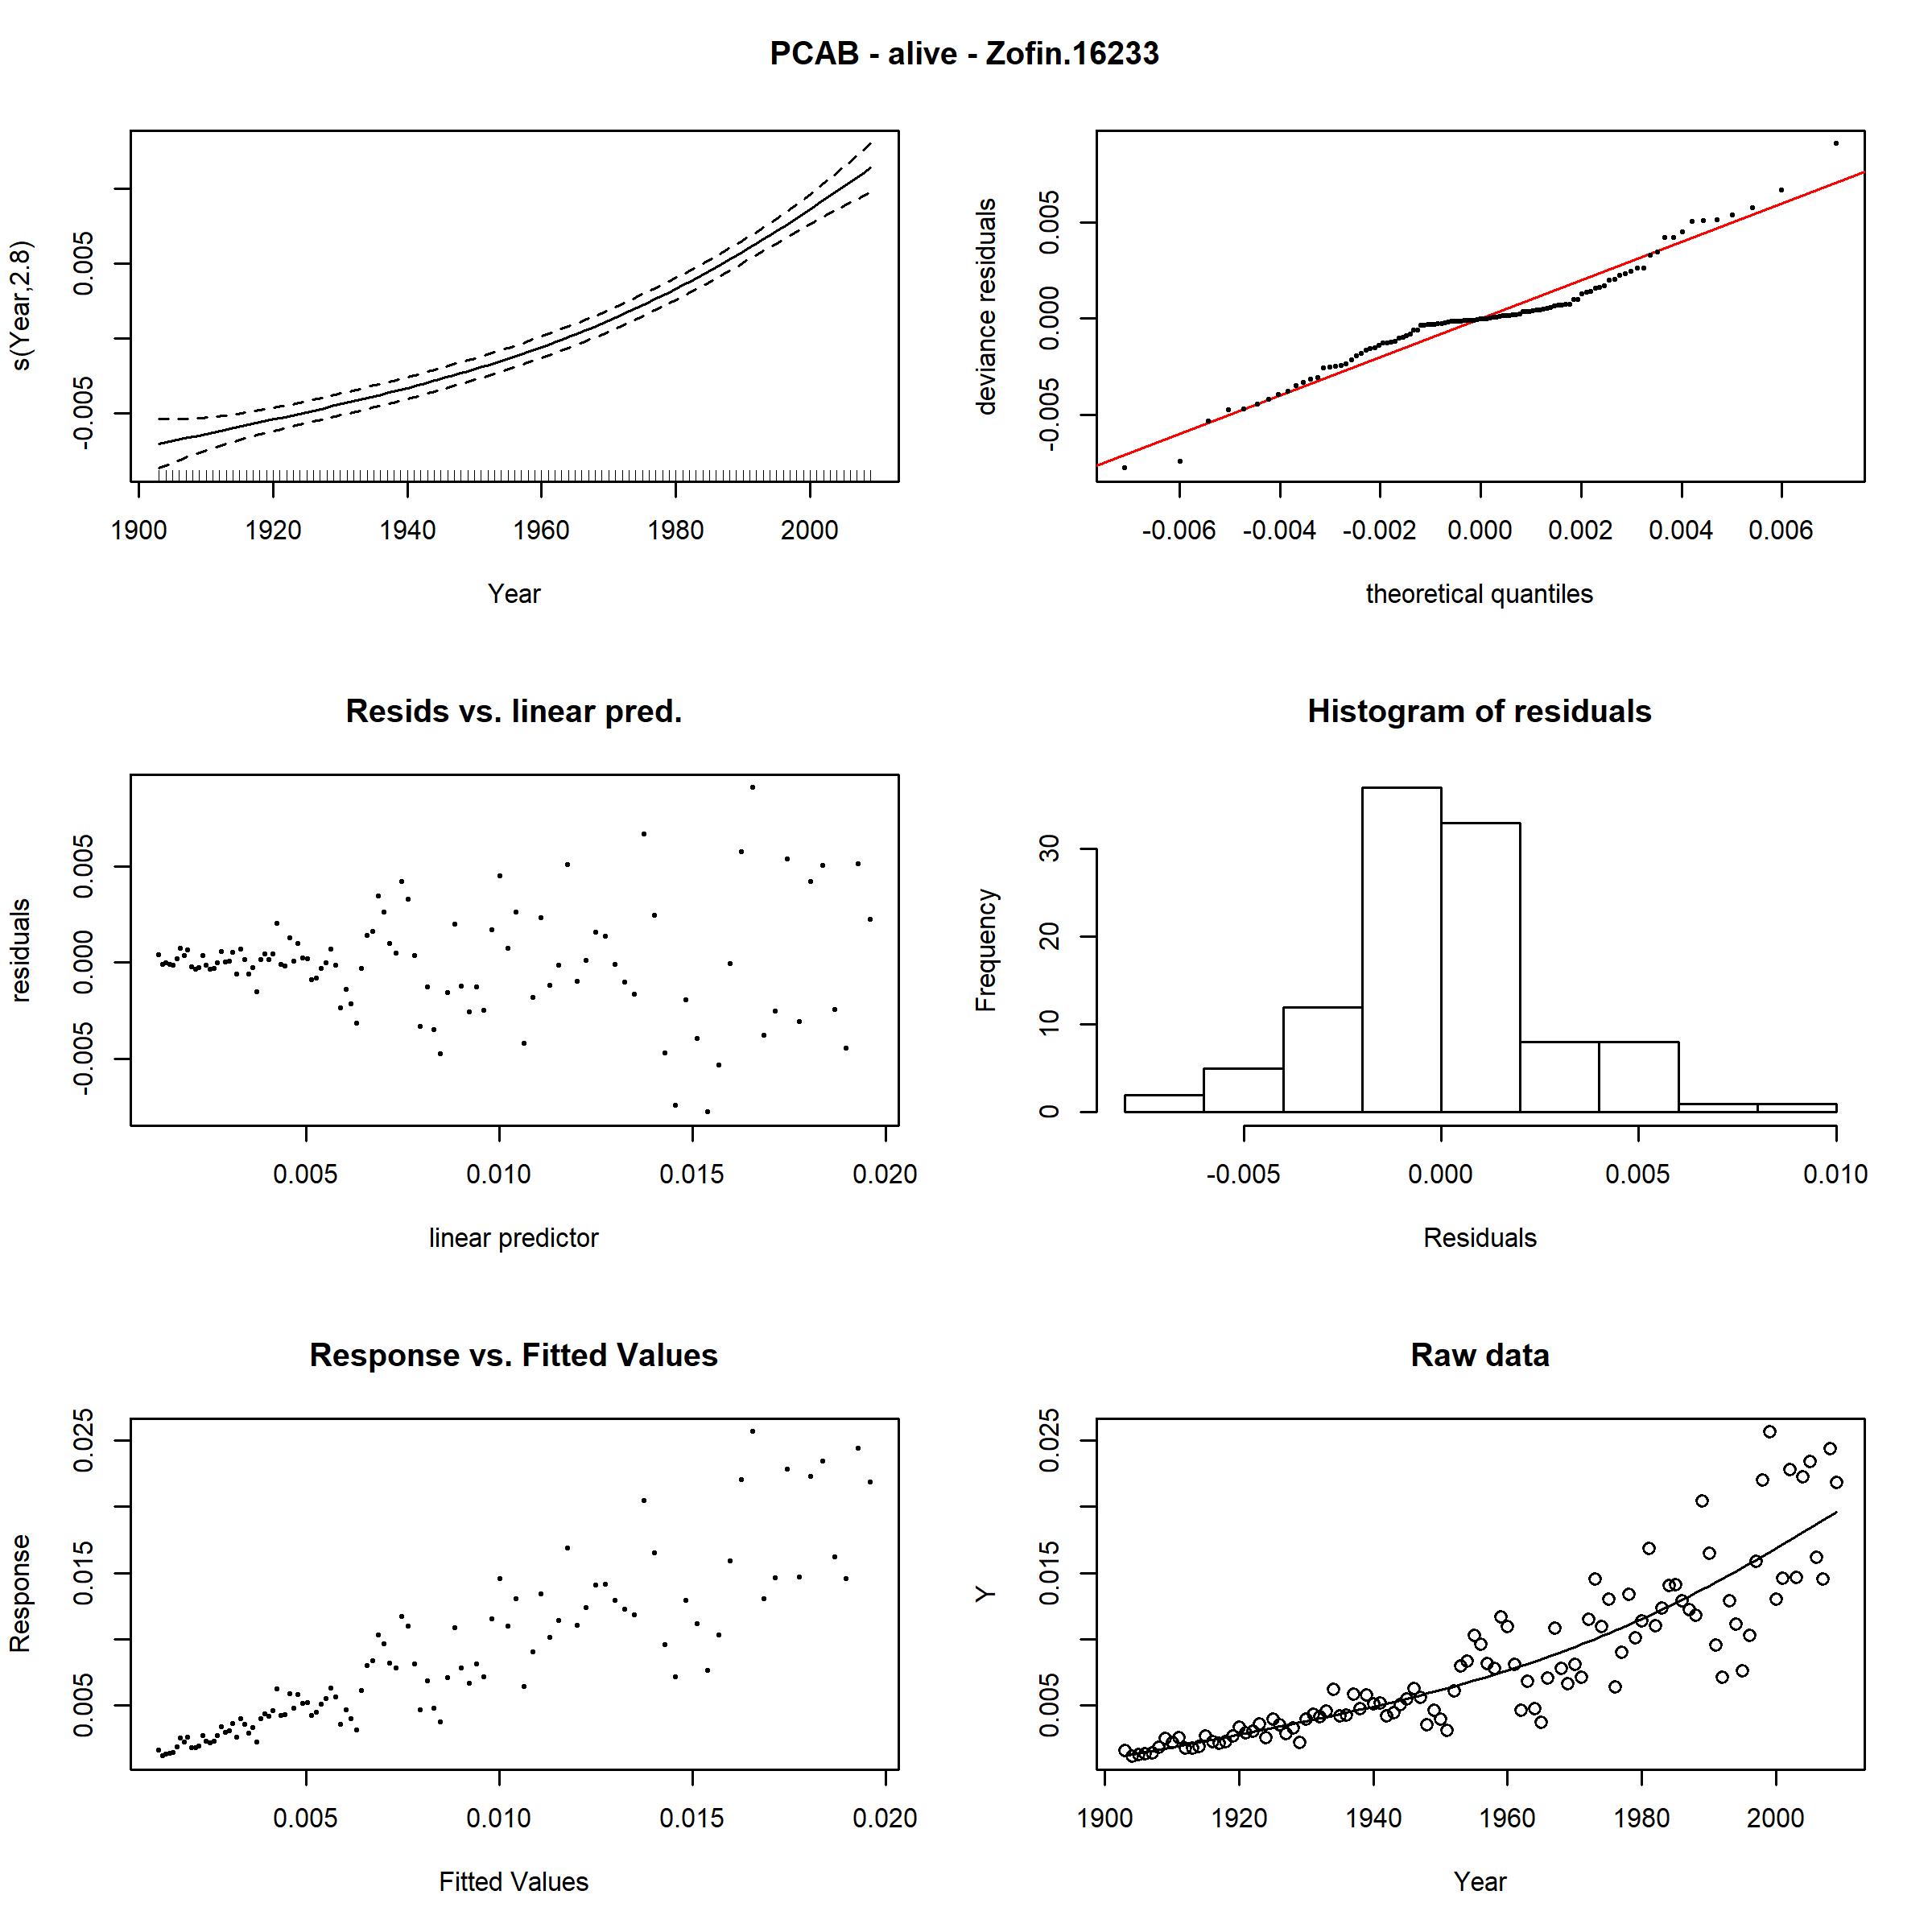 PCAB - alive - Zofin.16233
s(Year,2.8)
-0.005 0.005
1900 1920 1940 1960 1980 2000
Year
deviance residuals
-0.005 0.000 0.005
-0.006 -0.004 -0.002 0.000 0.002 0.004 0.006
theoretical quantiles
Resids vs. linear pred.
residuals
-0.005 0.000 0.005
0.005 0.010 0.015 0.020
linear predictor
Histogram of residuals
Frequency
0 10 20 30
-0.005 0.000 0.005 0.010
Residuals
Response vs. Fitted Values
Response
0.005 0.015 0.025
0.005 0.010 0.015 0.020
Fitted Values
Raw data
Y
0.005 0.015 0.025
1900 1920 1940 1960 1980 2000
Year